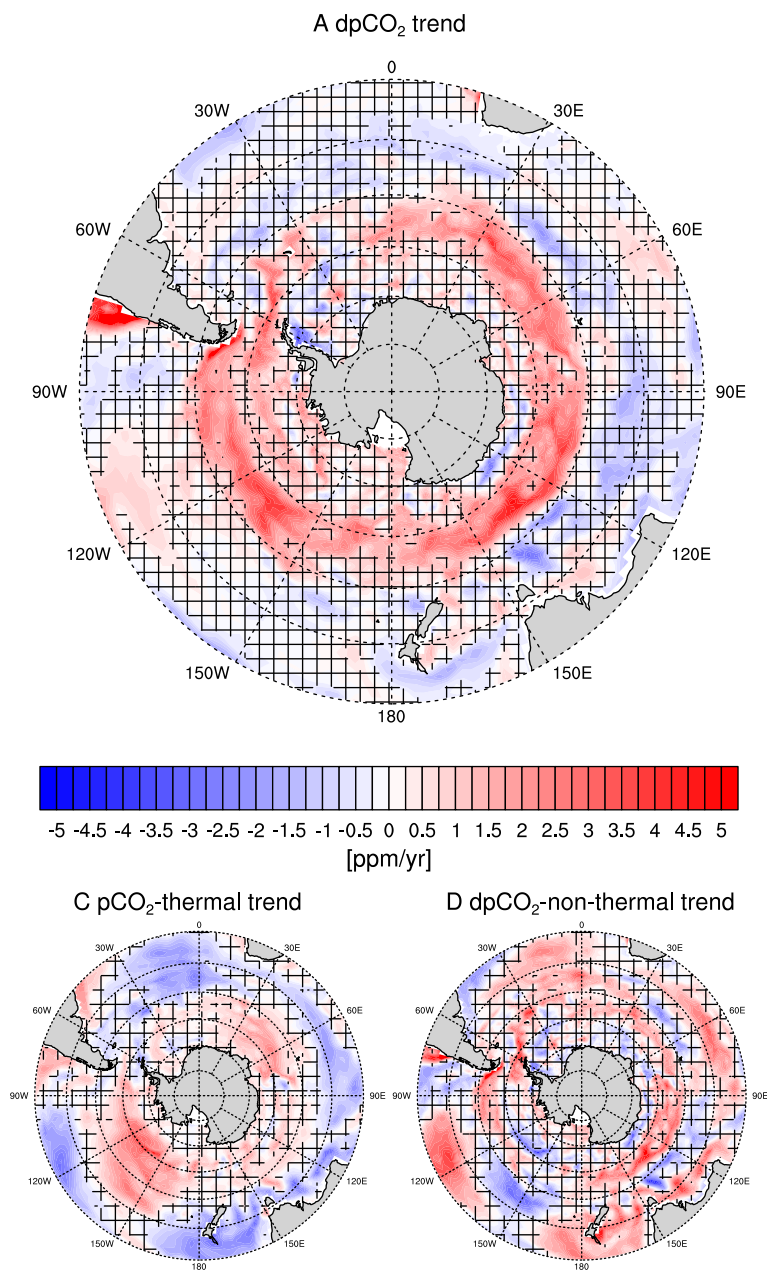 A dpCO₂ trend
0
30W
30E
60W
60E
90W
90E
120W
120E
150W
150E
180
-5 -4.5 -4 -3.5 -3 -2.5 -2 -1.5 -1 -0.5 0 0.5 1 1.5 2 2.5 3 3.5 4 4.5 5
[ppm/yr]
C pCO₂-thermal trend
0
30W
30E
60W
60E
90W
90E
120W
120E
150W
150E
180
D dpCO₂-non-thermal trend
0
30W
30E
60W
60E
90W
90E
120W
120E
150W
150E
180